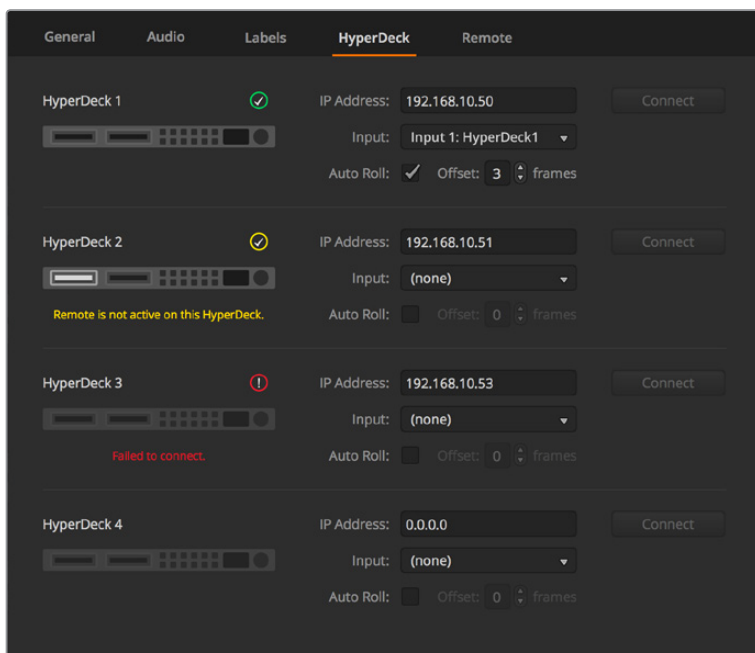 General Audio Labels HyperDeck Remote
HyperDeck 1 IP Address: 192.168.10.50 Connect
Input: Input 1: HyperDeck1
Auto Roll: Offset: 3 frames
HyperDeck 2 IP Address: 192.168.10.51 Connect
Input: (none)
Remote is not active on this HyperDeck. Auto Roll: Offset: 0 frames
HyperDeck 3 IP Address: 192.168.10.53 Connect
Input: (none)
Failed to connect. Auto Roll: Offset: 0 frames
HyperDeck 4 IP Address: 0.0.0.0 Connect
Input: (none)
Auto Roll: Offset: 0 frames